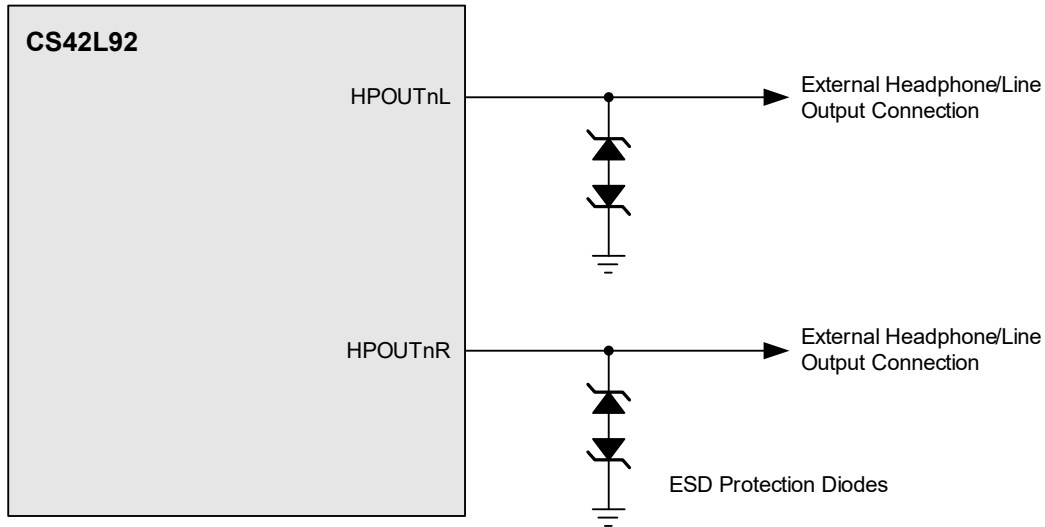 CS42L92
HPOUTnL
External Headphone/Line
Output Connection
HPOUTnR
External Headphone/Line
Output Connection
ESD Protection Diodes